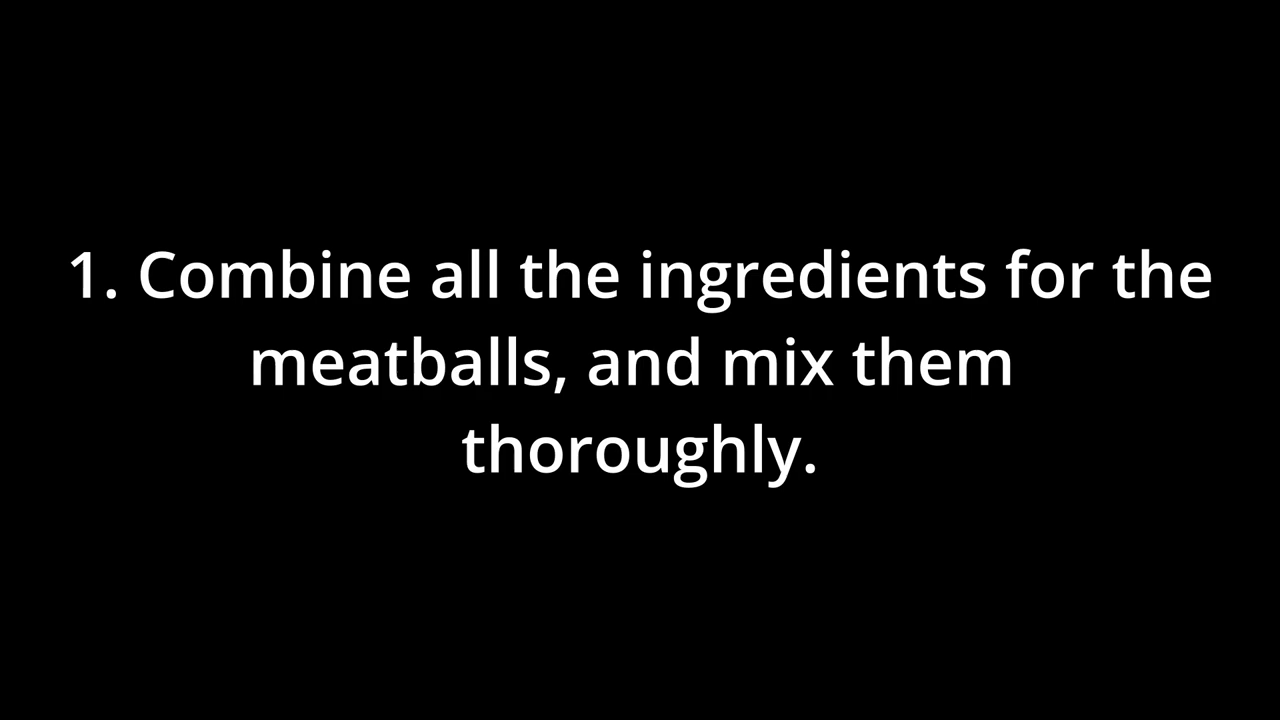 1. Combine all the ingredients for the
meatballs, and mix them
thoroughly.